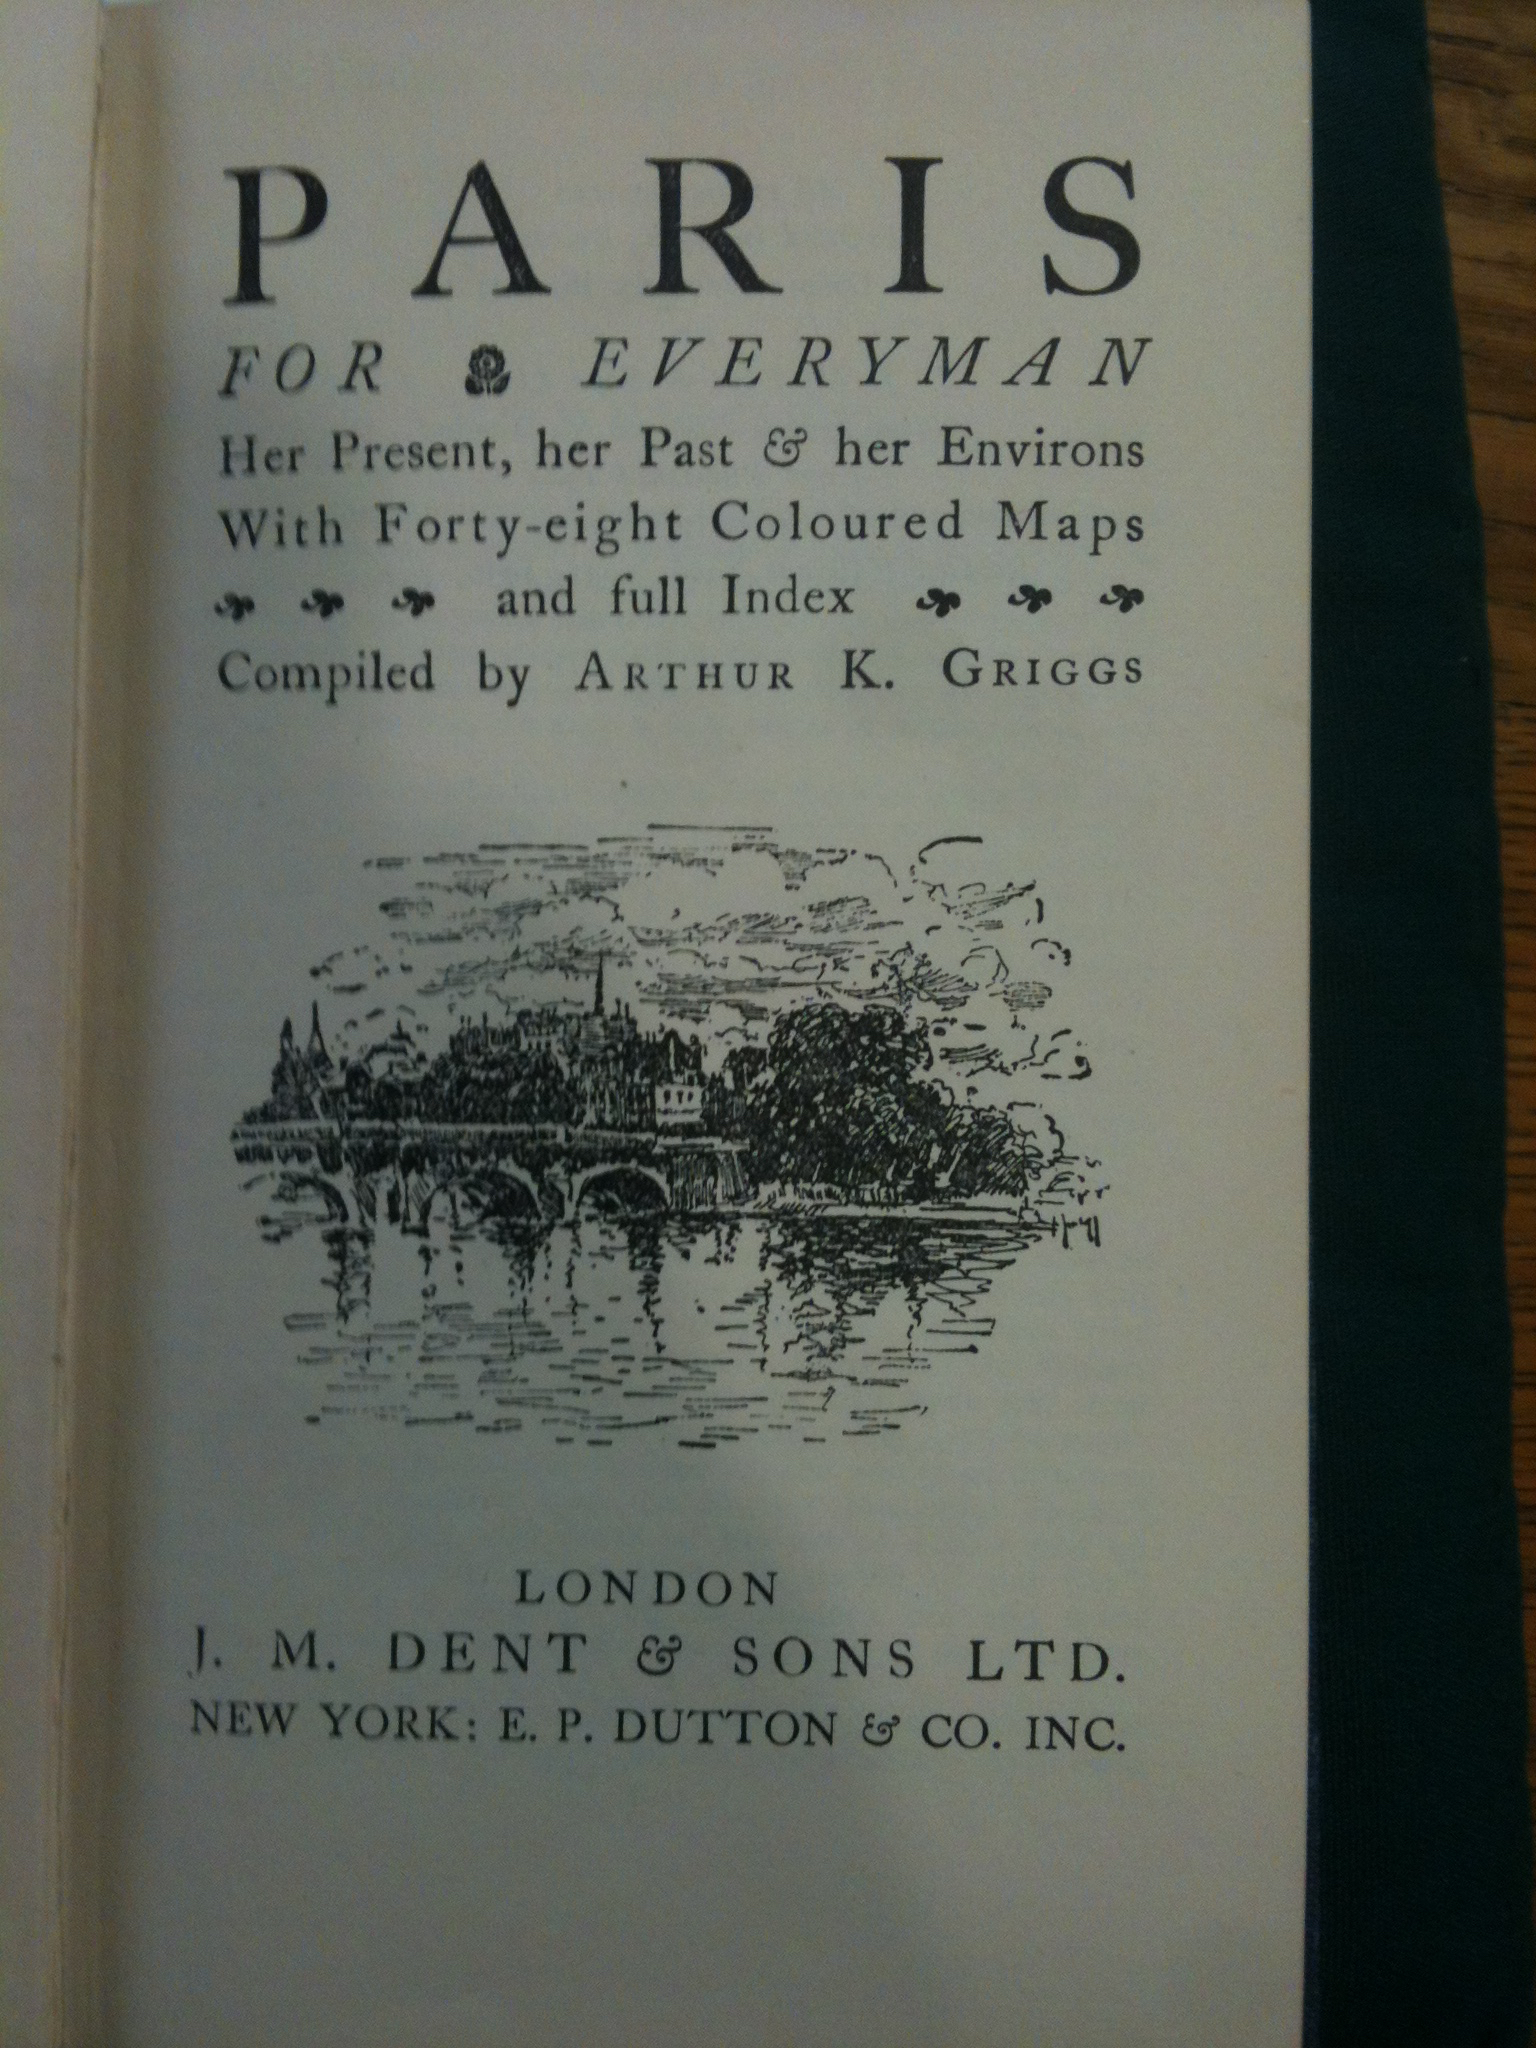 PARIS
FOR EVERYMAN
Her Present, her Past & her Environs
With Forty-eight Coloured Maps
and full Index
Compiled by ARTHUR K. GRIGGS
LONDON
J. M. DENT & SONS LTD.
NEW YORK: E. P. DUTTON & CO. INC.